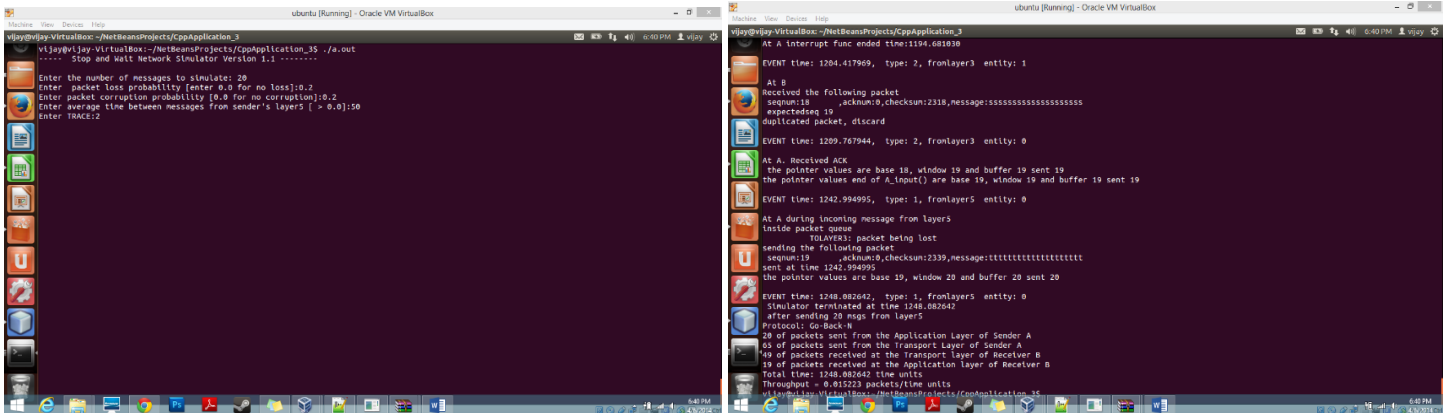 ubuntu [Running] - Oracle VM VirtualBox
Machine View Devices Help
vijay@vijay-VirtualBox: ~/NetBeansProjects/CppApplication_3
6:40 PM vijay
vijay@vijay-VirtualBox:~/NetBeansProjects/CppApplication_3$ ./a.out
----- Stop and Wait Network Simulator Version 1.1 --------
Enter the number of messages to simulate: 20
Enter packet loss probability [enter 0.0 for no loss]:0.2
Enter packet corruption probability [0.0 for no corruption]:0.2
Enter average time between messages from sender's layer5 [ > 0.0]:50
Enter TRACE:2
6:40 PM
4/6/2014
ubuntu [Running] - Oracle VM VirtualBox
Machine View Devices Help
vijay@vijay-VirtualBox: ~/NetBeansProjects/CppApplication_3
6:40 PM vijay
At A interrupt func ended time:1194.681030
EVENT time: 1204.417969, type: 2, fromlayer3 entity: 1
At B
Received the following packet
seqnum:18 ,acknum:0,checksum:2318,message:ssssssssssssssssssss
expectedseq 19
duplicated packet, discard
EVENT time: 1209.767944, type: 2, fromlayer3 entity: 0
At A. Received ACK
the pointer values are base 18, window 19 and buffer 19 sent 19
the pointer values end of A_input() are base 19, window 19 and buffer 19 sent 19
EVENT time: 1242.994995, type: 1, fromlayer5 entity: 0
At A during incoming message from layer5
inside packet queue
TOLAYER3: packet being lost
sending the following packet
seqnum:19 ,acknum:0,checksum:2339,message:tttttttttttttttttttt
sent at time 1242.994995
the pointer values are base 19, window 20 and buffer 20 sent 20
EVENT time: 1248.082642, type: 1, fromlayer5 entity: 0
Simulator terminated at time 1248.082642
after sending 20 msgs from layer5
Protocol: Go-Back-N
20 of packets sent from the Application Layer of Sender A
65 of packets sent from the Transport Layer of Sender A
49 of packets received at the Transport layer of Receiver B
19 of packets received at the Application layer of Receiver B
Total time: 1248.082642 time units
Throughput = 0.015223 packets/time units
vijay@vijay-VirtualBox:~/NetBeansProjects/CppApplication_3$
6:40 PM
4/6/2014